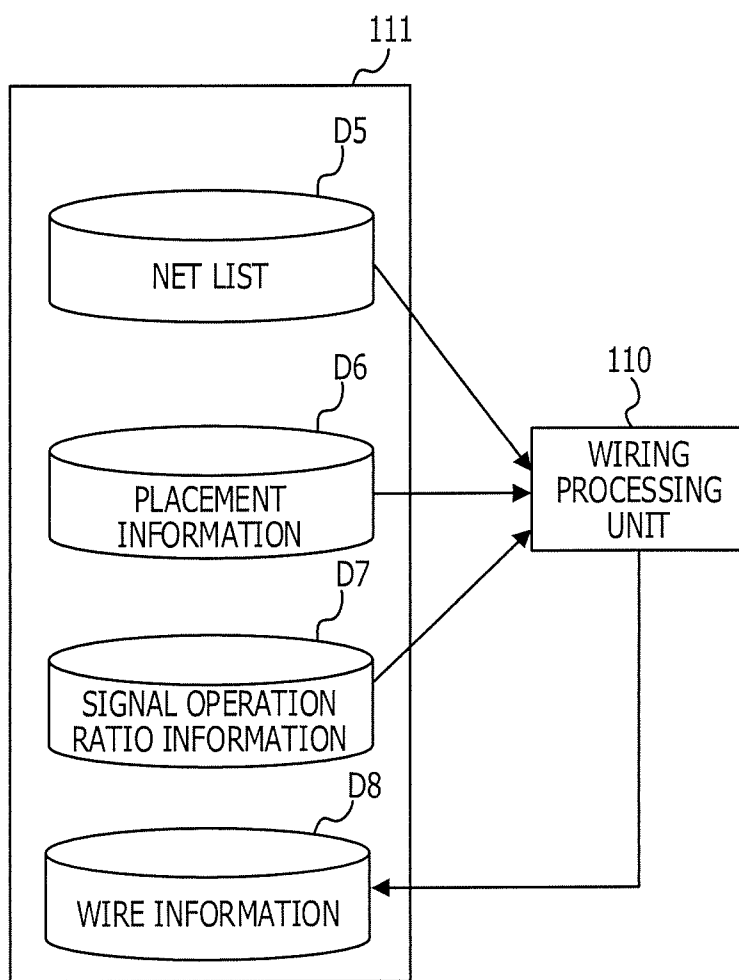 111
D5
NET LIST
D6
PLACEMENT
INFORMATION
110
WIRING
PROCESSING
UNIT
D7
SIGNAL OPERATION
RATIO INFORMATION
D8
WIRE INFORMATION